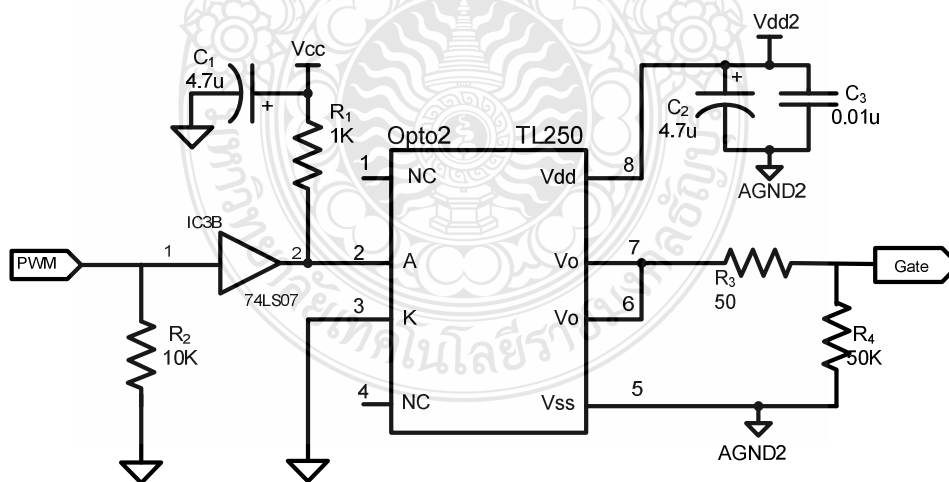 Vdd2
Vcc
C1
4.7u
+
R1
1K
+
C2
4.7u
C3
0.01u
AGND2
Opto2
TL250
1
NC
Vdd
8
IC3B
PWM
1
2
74LS07
2
A
Vo
7
R3
50
Gate
3
K
Vo
6
R2
10K
R4
50K
4
NC
Vss
5
AGND2